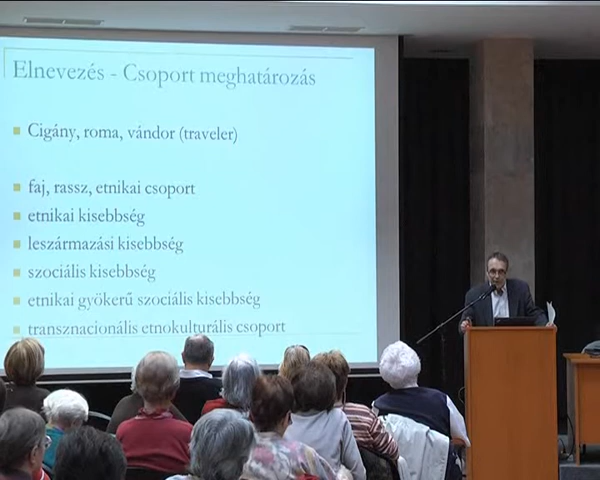 Elnevezés - Csoport meghatározás
Cigány, roma, vándor (traveler)
faj, rassz, etnikai csoport
etnikai kisebbség
leszármazási kisebbség
szociális kisebbség
etnikai gyökerű szociális kisebbség
transznacionális etnokulturális csoport